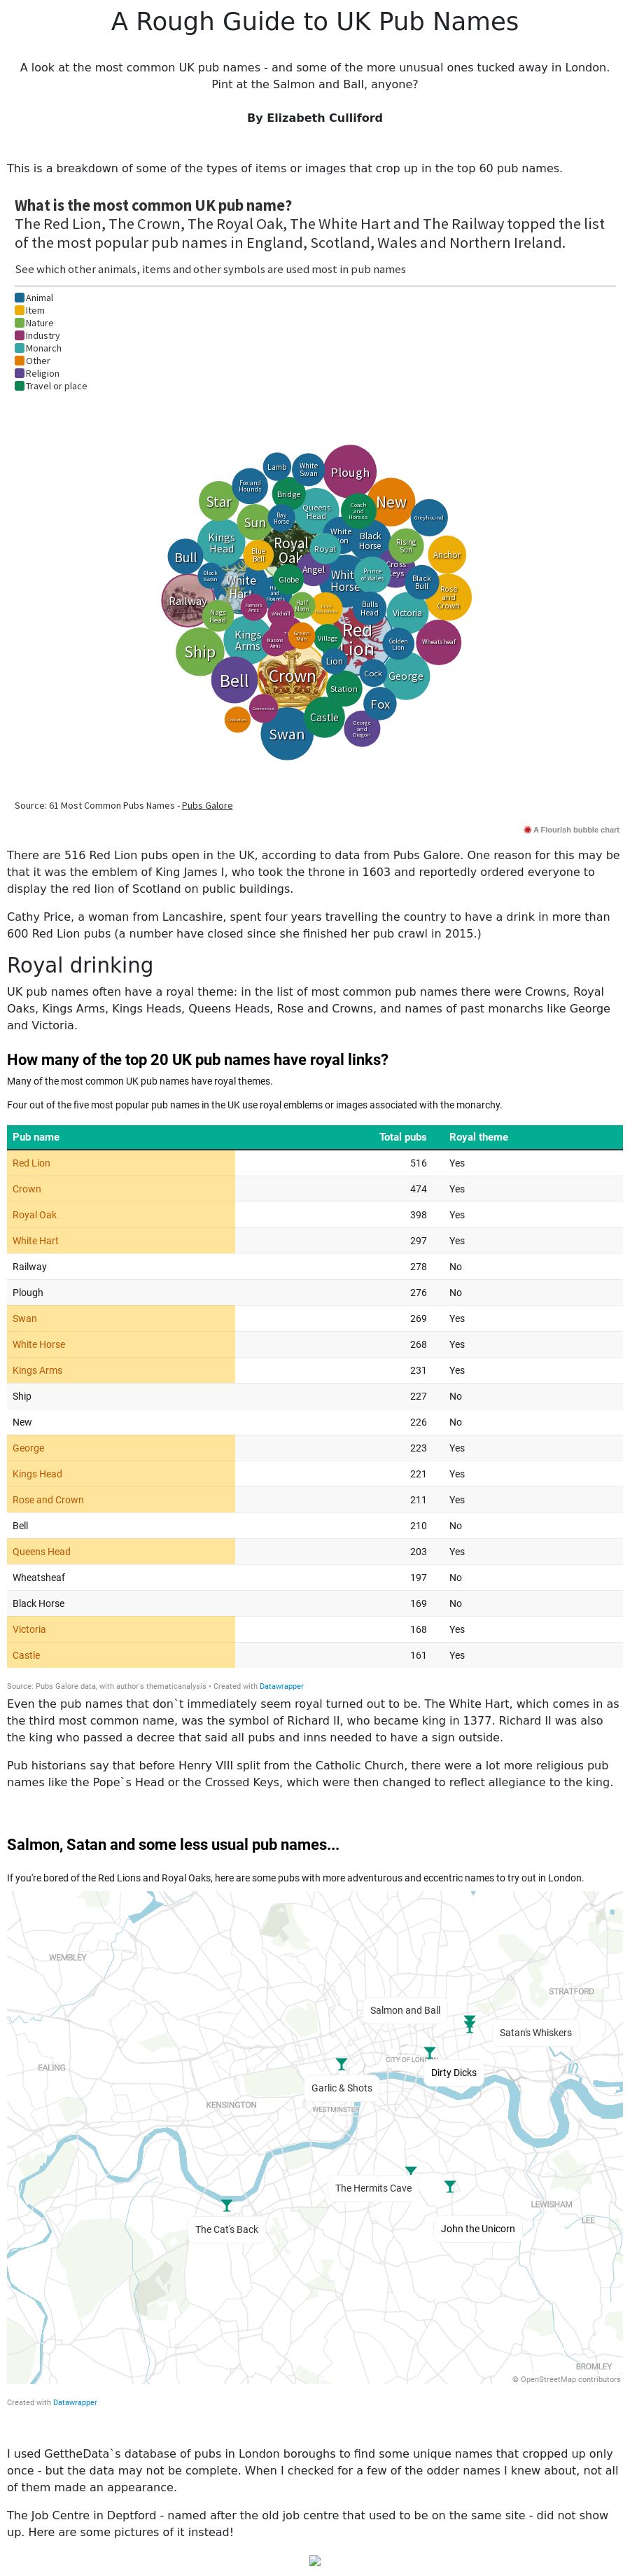 A Rough Guide to UK Pub Names
A look at the most common UK pub names - and some of the more unusual ones tucked away in London.
Pint at the Salmon and Ball, anyone?
By Elizabeth Culliford
This is a breakdown of some of the types of items or images that crop up in the top 60 pub names.
What is the most common UK pub name?
The Red Lion, The Crown, The Royal Oak, The White Hart and The Railway topped the list
of the most popular pub names in England, Scotland, Wales and Northern Ireland.
See which other animals, items and other symbols are used most in pub names
Animal
Item
Nature
Industry
Monarch
Other
Religion
Travel or place
Lamb
White
Swan
Plough
Fox and
Hounds
Bridge
Star
Queens
Head
Coach
and
Horses
New
Greyhound
Sun
Bay
Horse
Kings
Head
Royal
Oak
Royal
White
Black
Horse
Rising
Sun
Anchor
Bull
Blue
Bell
Black
Swan
White
Hart
Globe
Angel
White
Horse
Prince
of Wales
Cross
Keys
Black
Bull
Rose
and
Crown
Railway
Nags
Head
Half
Moon
Windmill
Bulls
Head
Victoria
Kings
Arms
Masons
Arms
Green
Man
Village
Red
Lion
Golden
Lion
Wheatsheaf
Ship
Lion
Bell
Crown
Station
Cock
George
Commercial
Castle
Fox
Swan
George
and
Dragon
Source: 61 Most Common Pubs Names - Pubs Galore
A Flourish bubble chart
There are 516 Red Lion pubs open in the UK, according to data from Pubs Galore. One reason for this may be
that it was the emblem of King James I, who took the throne in 1603 and reportedly ordered everyone to
display the red lion of Scotland on public buildings.
Cathy Price, a woman from Lancashire, spent four years travelling the country to have a drink in more than
600 Red Lion pubs (a number have closed since she finished her pub crawl in 2015.)
Royal drinking
UK pub names often have a royal theme: in the list of most common pub names there were Crowns, Royal
Oaks, Kings Arms, Kings Heads, Queens Heads, Rose and Crowns, and names of past monarchs like George
and Victoria.
How many of the top 20 UK pub names have royal links?
Many of the most common UK pub names have royal themes.
Four out of the five most popular pub names in the UK use royal emblems or images associated with the monarchy.
Pub name Total pubs Royal theme
Red Lion 516 Yes
Crown 474 Yes
Royal Oak 398 Yes
White Hart 297 Yes
Railway 278 No
Plough 276 No
Swan 269 Yes
White Horse 268 Yes
Kings Arms 231 Yes
Ship 227 No
New 226 No
George 223 Yes
Kings Head 221 Yes
Rose and Crown 211 Yes
Bell 210 No
Queens Head 203 Yes
Wheatsheaf 197 No
Black Horse 169 No
Victoria 168 Yes
Castle 161 Yes
Source: Pubs Galore data, with author's thematicanalysis • Created with Datawrapper
Even the pub names that don`t immediately seem royal turned out to be. The White Hart, which comes in as
the third most common name, was the symbol of Richard II, who became king in 1377. Richard II was also
the king who passed a decree that said all pubs and inns needed to have a sign outside.
Pub historians say that before Henry VIII split from the Catholic Church, there were a lot more religious pub
names like the Pope`s Head or the Crossed Keys, which were then changed to reflect allegiance to the king.
Salmon, Satan and some less usual pub names...
If you're bored of the Red Lions and Royal Oaks, here are some pubs with more adventurous and eccentric names to try out in London.
WEMBLEY
STRATFORD
Salmon and Ball
Satan's Whiskers
CITY OF LONDON
EALING
Dirty Dicks
Garlic & Shots
KENSINGTON
WESTMINSTER
The Hermits Cave
LEWISHAM
LEE
The Cat's Back
John the Unicorn
BROMLEY
© OpenStreetMap contributors
Created with Datawrapper
I used GettheData`s database of pubs in London boroughs to find some unique names that cropped up only
once - but the data may not be complete. When I checked for a few of the odder names I knew about, not all
of them made an appearance.
The Job Centre in Deptford - named after the old job centre that used to be on the same site - did not show
up. Here are some pictures of it instead!